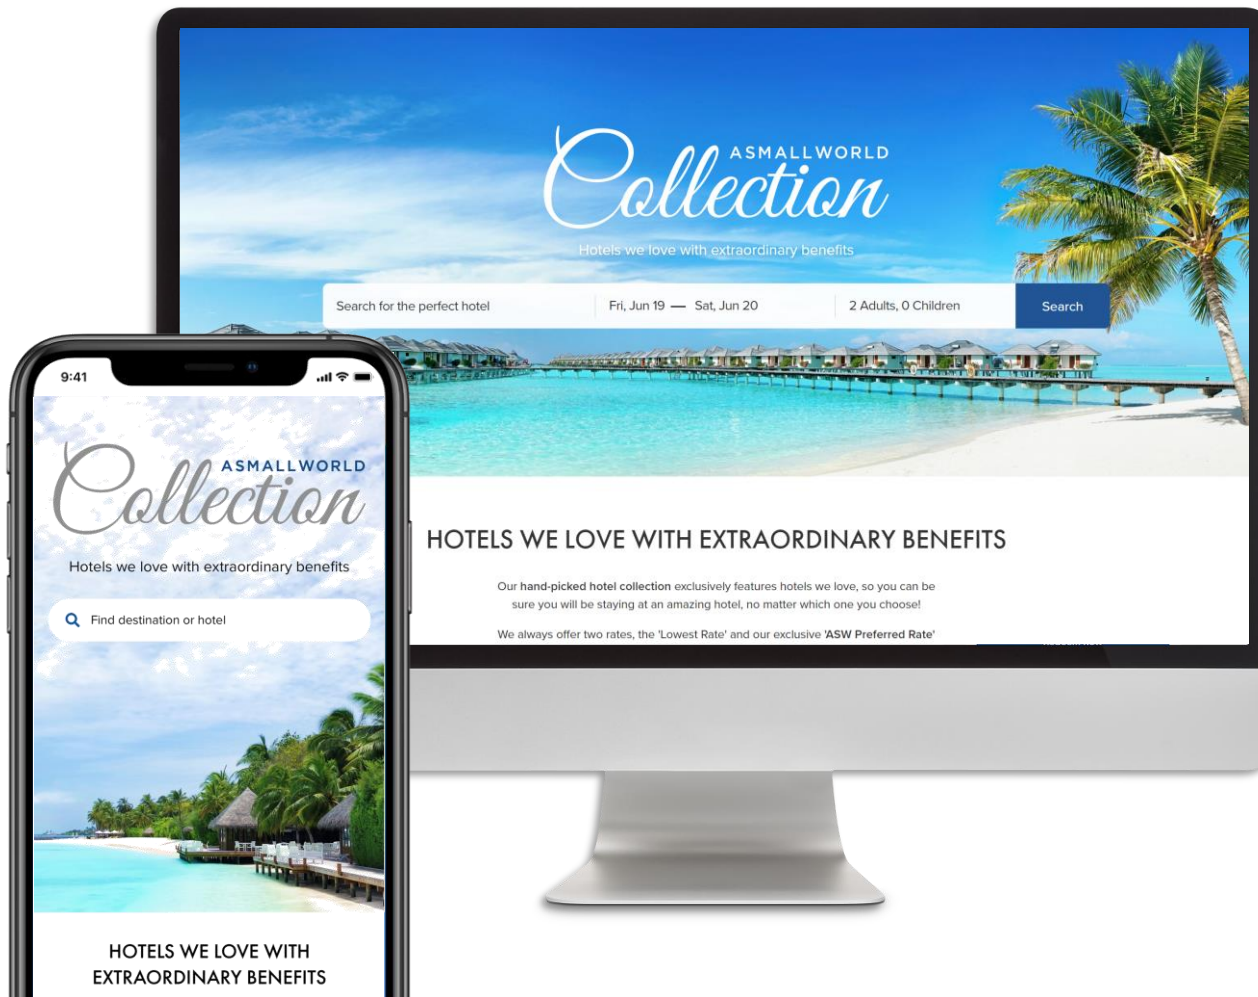 ASMALLWORLD
Collection
Hotels we love with extraordinary benefits
Search for the perfect hotel
Fri, Jun 19 — Sat, Jun 20
2 Adults, 0 Children
Search
HOTELS WE LOVE WITH EXTRAORDINARY BENEFITS
Our hand-picked hotel collection exclusively features hotels we love, so you can be
sure you will be staying at an amazing hotel, no matter which one you choose!
We always offer two rates, the 'Lowest Rate' and our exclusive 'ASW Preferred Rate'
9:41
ASMALLWORLD
Collection
Hotels we love with extraordinary benefits
Find destination or hotel
HOTELS WE LOVE WITH
EXTRAORDINARY BENEFITS